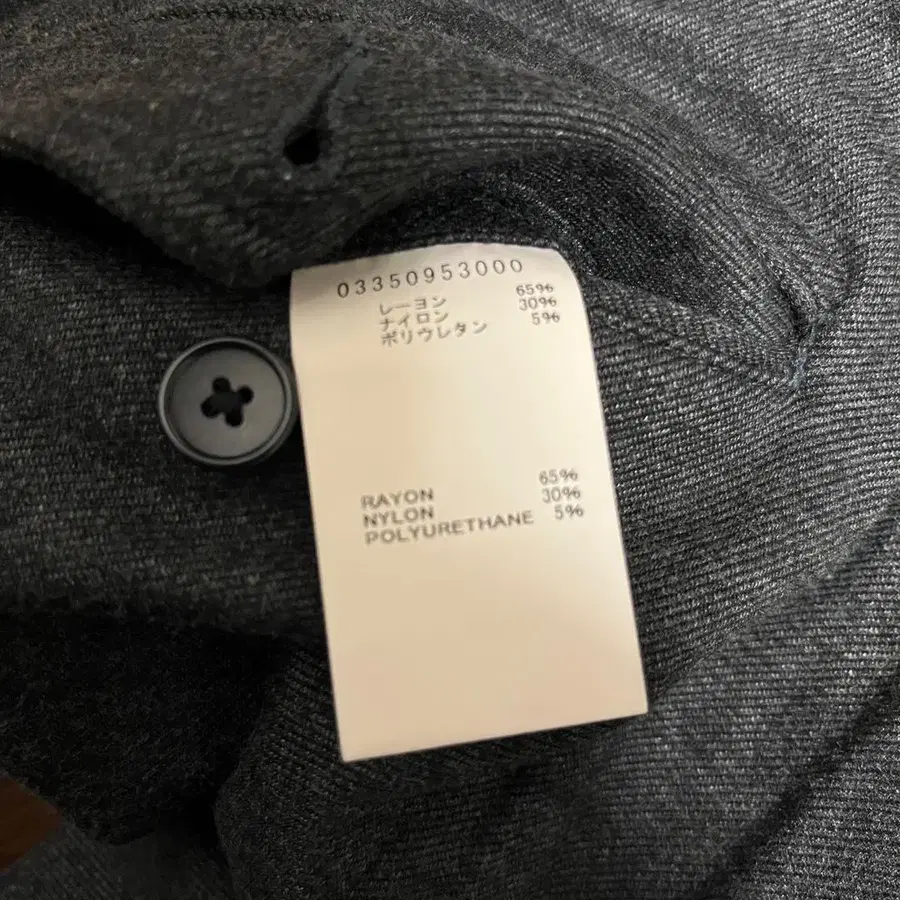 03350953000
レーヨン 65%
ナイロン 30%
ポリウレタン 5%
RAYON 65%
NYLON 30%
POLYURETHANE 5%